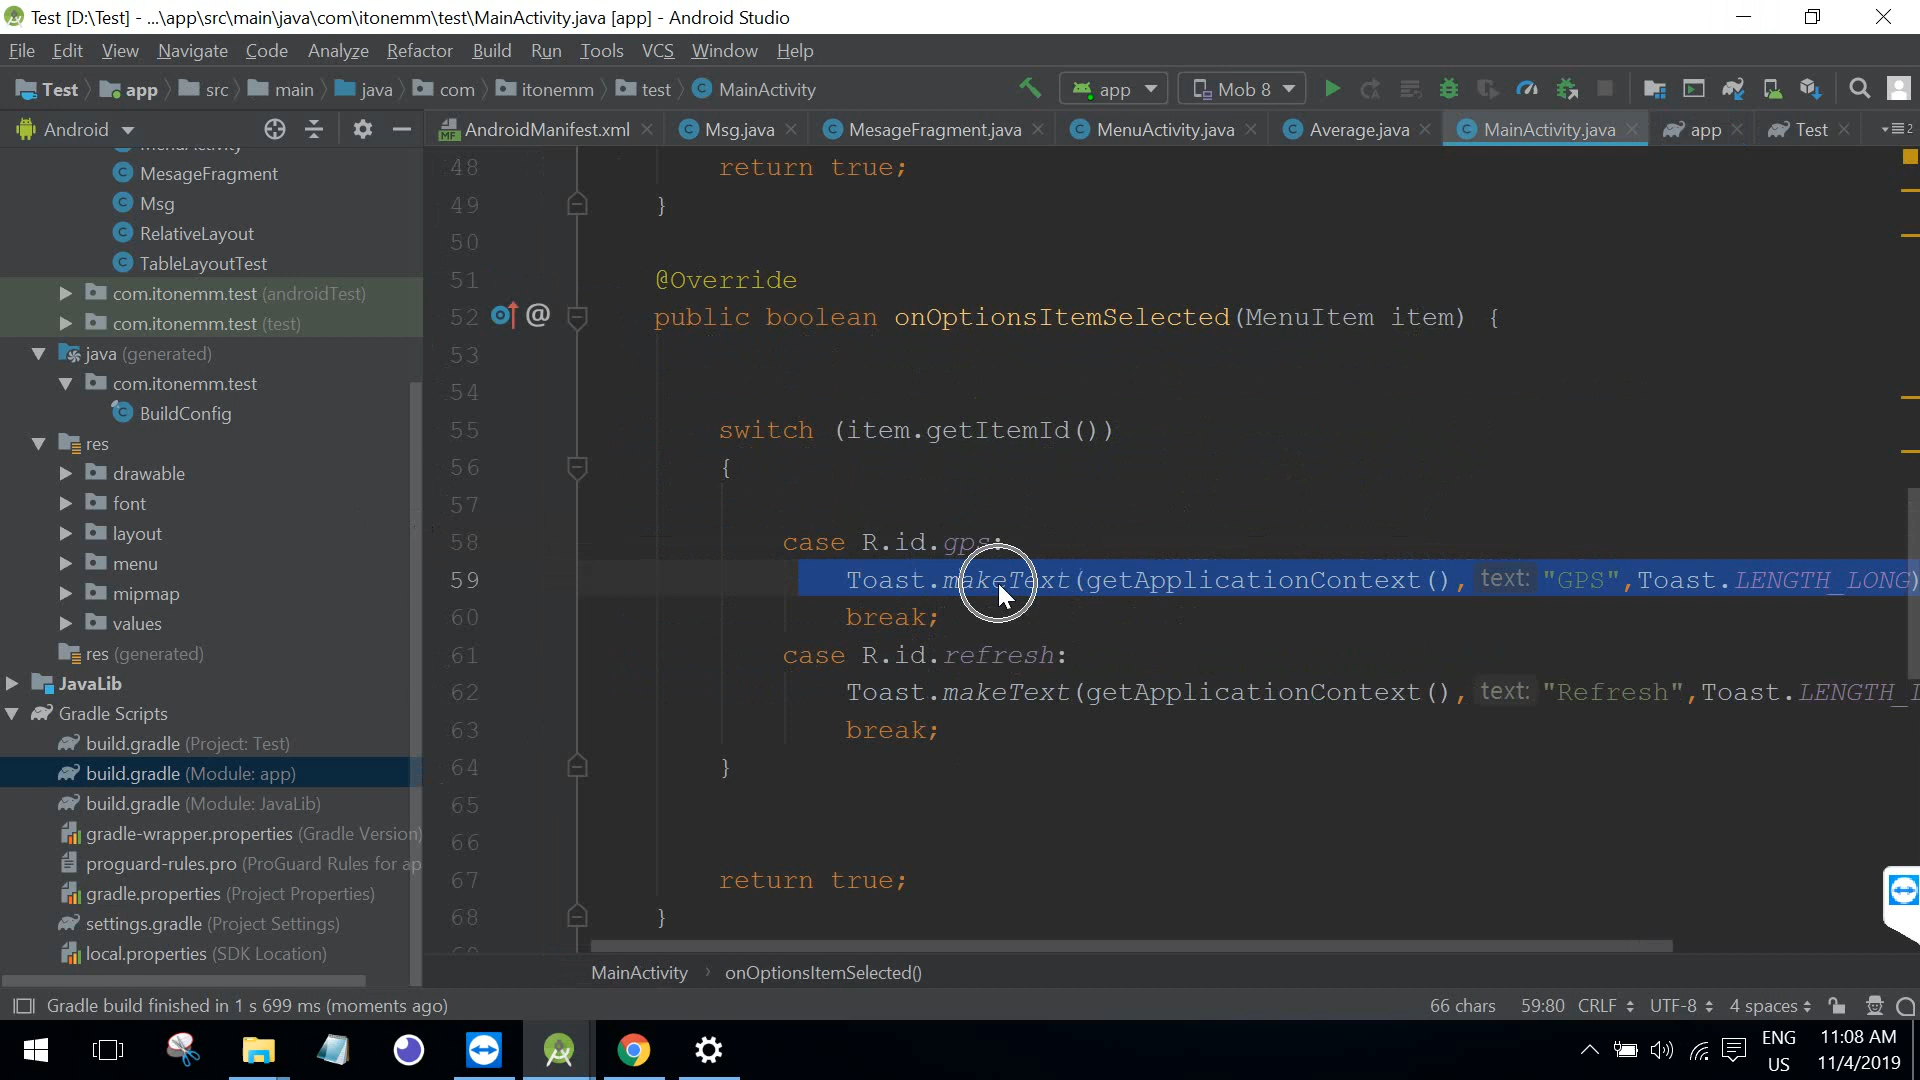 Test [D:\Test] - ...\app\src\main\java\com\itonemm\test\MainActivity.java [app] - Android Studio
File Edit View Navigate Code Analyze Refactor Build Run Tools VCS Window Help
Test app src main java com itonemm test MainActivity app Mob 8
Android AndroidManifest.xml Msg.java MesageFragment.java MenuActivity.java Average.java MainActivity.java app Test 2
MenuActivity
MesageFragment
Msg
RelativeLayout
TableLayoutTest
com.itonemm.test (androidTest)
com.itonemm.test (test)
java (generated)
com.itonemm.test
BuildConfig
res
drawable
font
layout
menu
mipmap
values
res (generated)
JavaLib
Gradle Scripts
build.gradle (Project: Test)
build.gradle (Module: app)
build.gradle (Module: JavaLib)
gradle-wrapper.properties (Gradle Version)
proguard-rules.pro (ProGuard Rules for ap
gradle.properties (Project Properties)
settings.gradle (Project Settings)
local.properties (SDK Location)
48 return true;
49 }
50
51 @Override
52 @ public boolean onOptionsItemSelected(MenuItem item) {
53
54
55 switch (item.getItemId())
56 {
57
58 case R.id.gps:
59 Toast.makeText(getApplicationContext(), text: "GPS",Toast.LENGTH_LONG)
60 break;
61 case R.id.refresh:
62 Toast.makeText(getApplicationContext(), text: "Refresh",Toast.LENGTH_
63 break;
64 }
65
66
67 return true;
68 }
MainActivity onOptionsItemSelected()
Gradle build finished in 1 s 699 ms (moments ago) 66 chars 59:80 CRLF UTF-8 4 spaces
ENG US
11:08 AM
11/4/2019